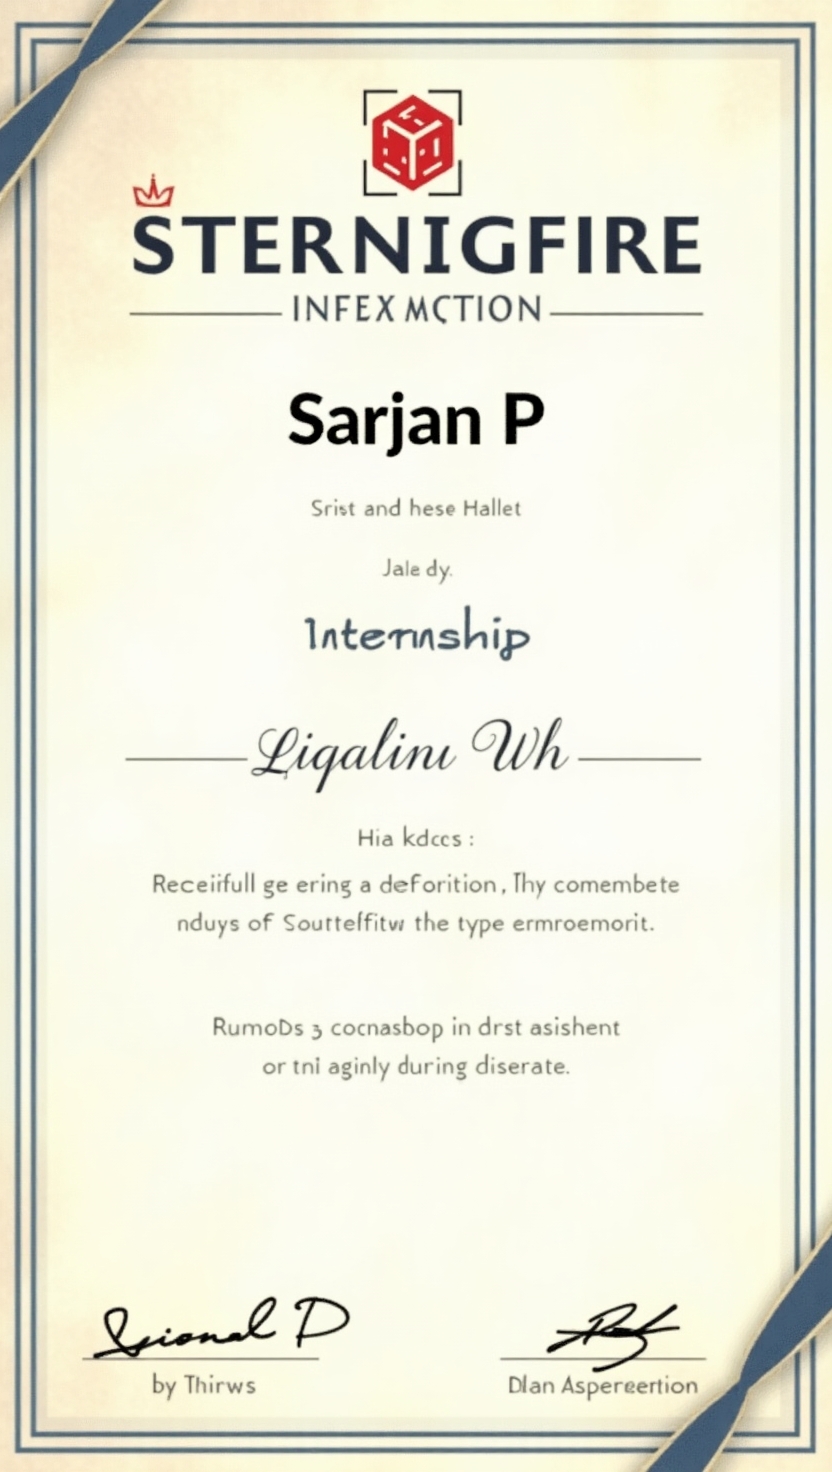 STERNIGFIRE
INFEX MCTION
Sarjan P
Srist and hese Hallet
Jale dy.
Internship
Liqalini Wh
Hia kdccs :
Receiifull ge ering a deforition, Thy comembete
nduys of Souttelfitw the type ermroemorit.
RumoDs 3 cocnasbop in drst asishent
or tni aginly during diserate.
by Thirws
Dlan Aspereertion